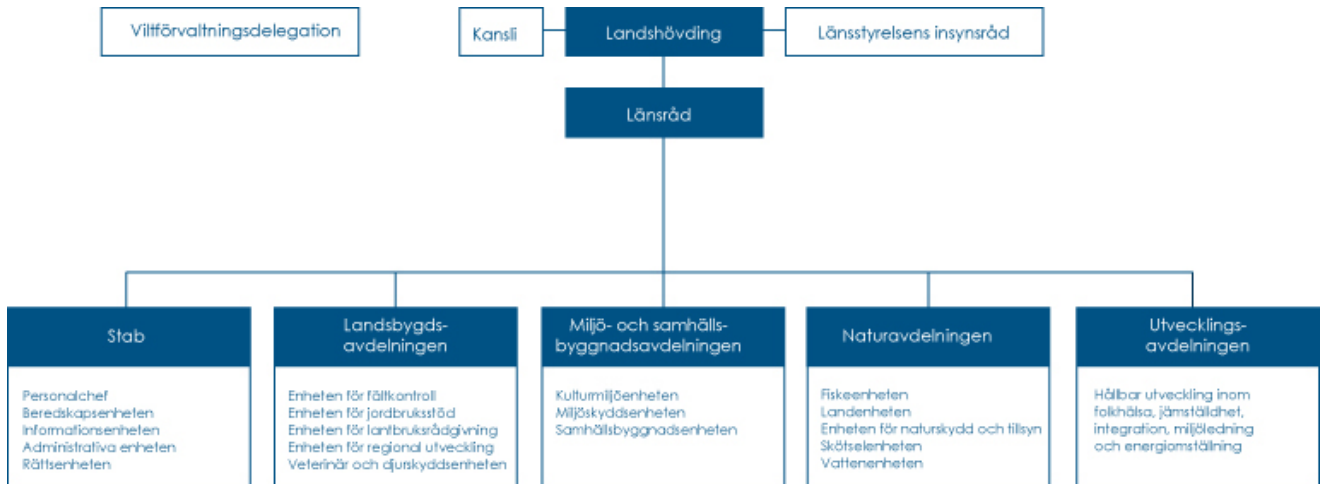 Viltförvaltningsdelegation
Kansli
Landshövding
Länsstyrelsens insynsråd
Länsråd
Stab
Personalchef
Beredskapsenheten
Informationsenheten
Administrativa enheten
Rättsenheten
Landsbygds-
avdelningen
Enheten för fältkontroll
Enheten för jordbruksstöd
Enheten för lantbruksrådgivning
Enheten för regional utveckling
Veterinär och djurskyddsenheten
Miljö- och samhälls-
byggnadsavdelningen
Kulturmiljöenheten
Miljöskyddsenheten
Samhällsbyggnadsenheten
Naturavdelningen
Fiskeenheten
Landenheten
Enheten för naturskydd och tillsyn
Skötselenheten
Vattenenheten
Utvecklings-
avdelningen
Hållbar utveckling inom
folkhälsa, jämställdhet,
integration, miljöledning
och energiomställning